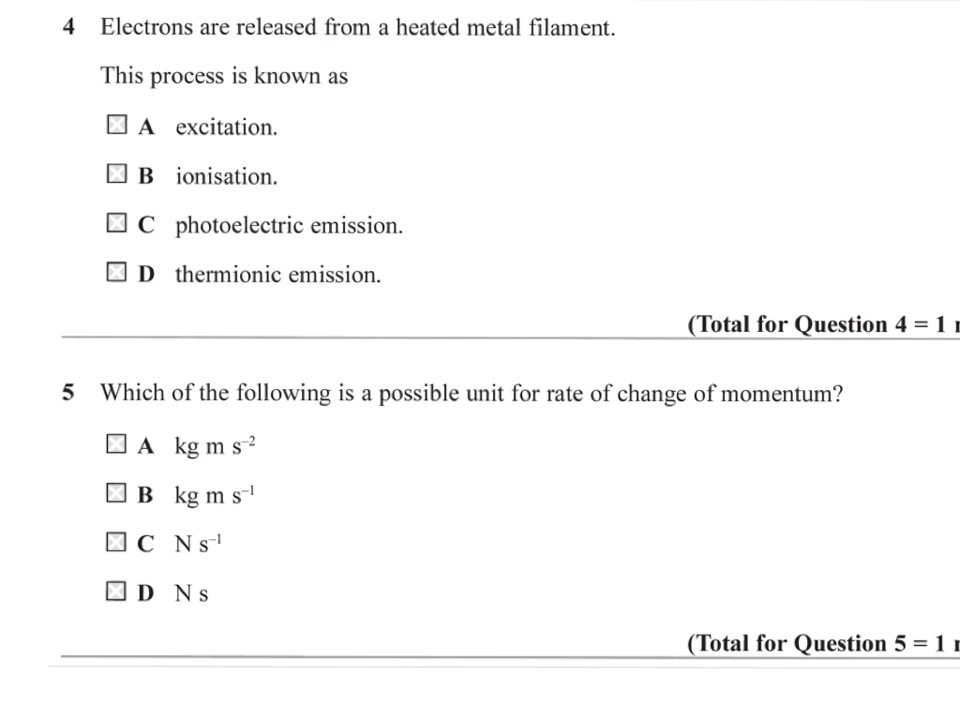 4 Electrons are released from a heated metal filament.
This process is known as
A excitation.
B ionisation.
C photoelectric emission.
D thermionic emission.
(Total for Question 4 = 1
5 Which of the following is a possible unit for rate of change of momentum?
A kg m s⁻²
B kg m s⁻¹
C N s⁻¹
D N s
(Total for Question 5 = 1